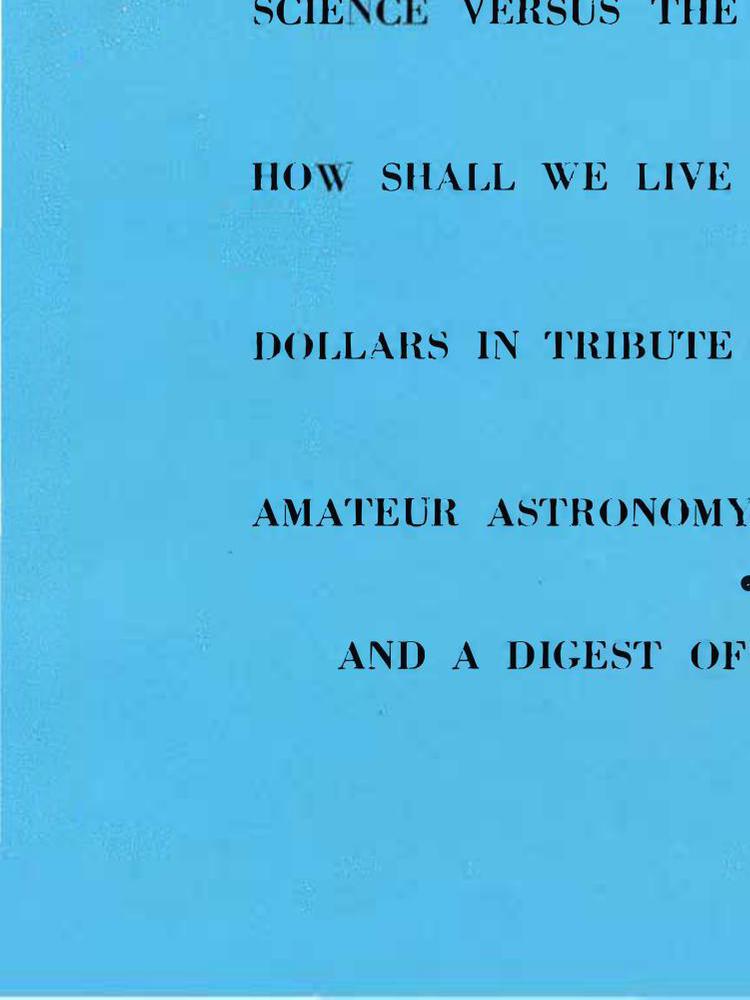 SCIENCE VERSUS THE
HOW SHALL WE LIVE
DOLLARS IN TRIBUTE
AMATEUR ASTRONOMY
AND A DIGEST OF